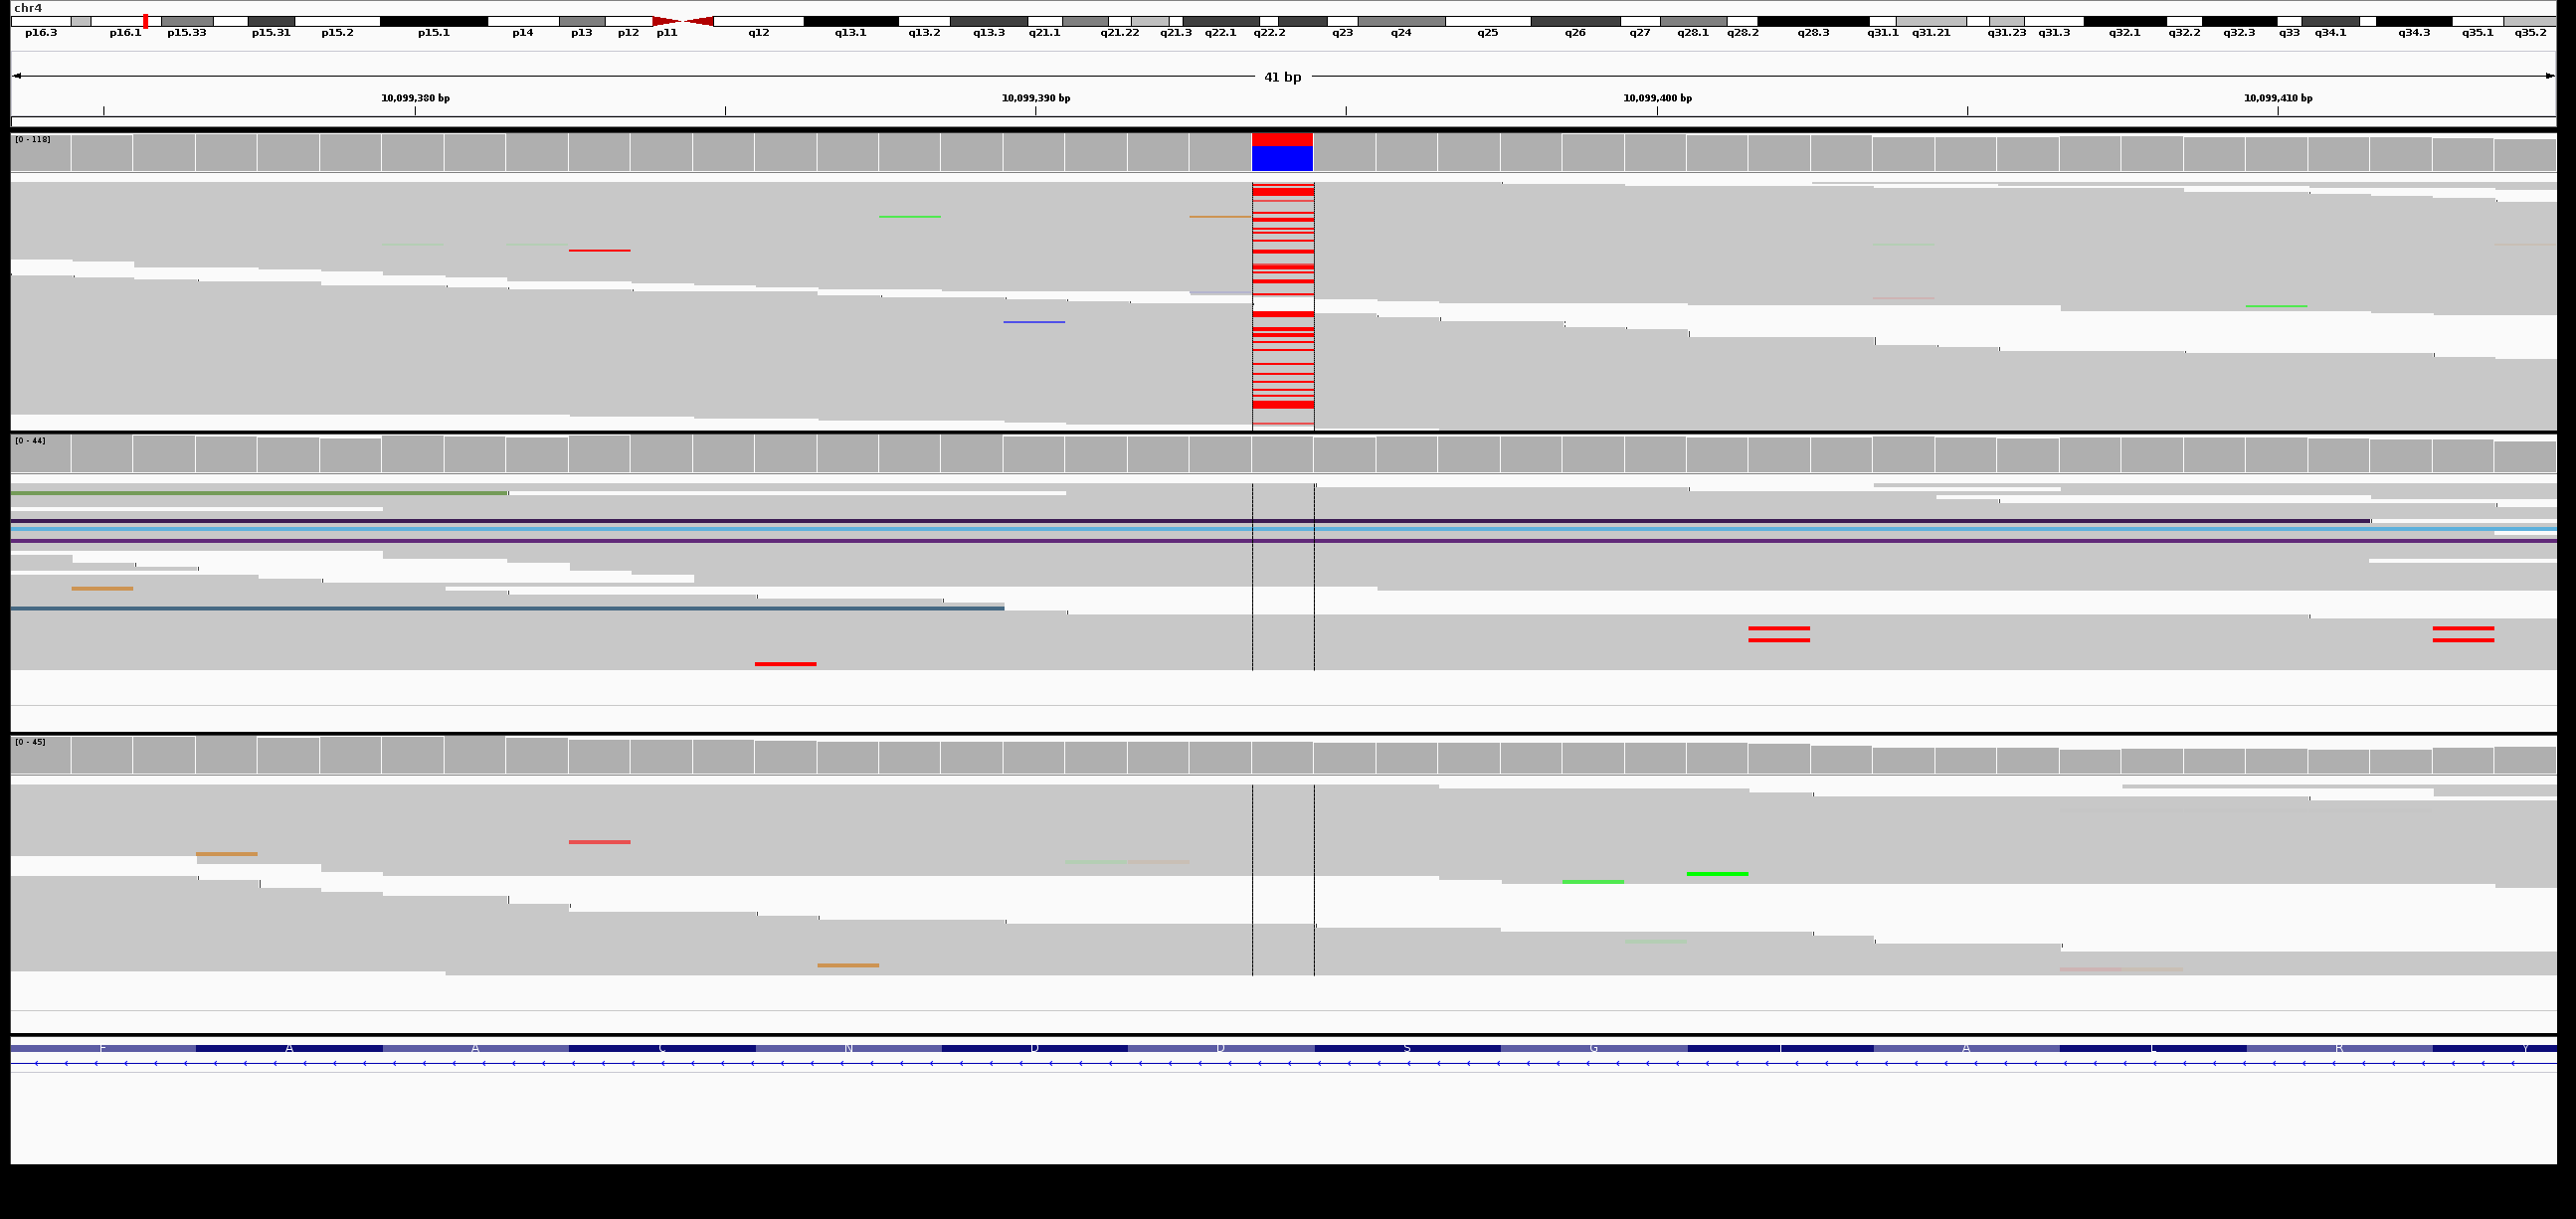 chr4
p16.3 p16.1 p15.33 p15.31 p15.2 p15.1 p14 p13 p12 p11 q12 q13.1 q13.2 q13.3 q21.1 q21.22 q21.3 q22.1 q22.2 q23 q24 q25 q26 q27 q28.1 q28.2 q28.3 q31.1 q31.21 q31.23 q31.3 q32.1 q32.2 q32.3 q33 q34.1 q34.3 q35.1 q35.2
41 bp
10,099,380 bp 10,099,390 bp 10,099,400 bp 10,099,410 bp
[0 - 118]
[0 - 44]
[0 - 45]
A A C N D D S G A R Y